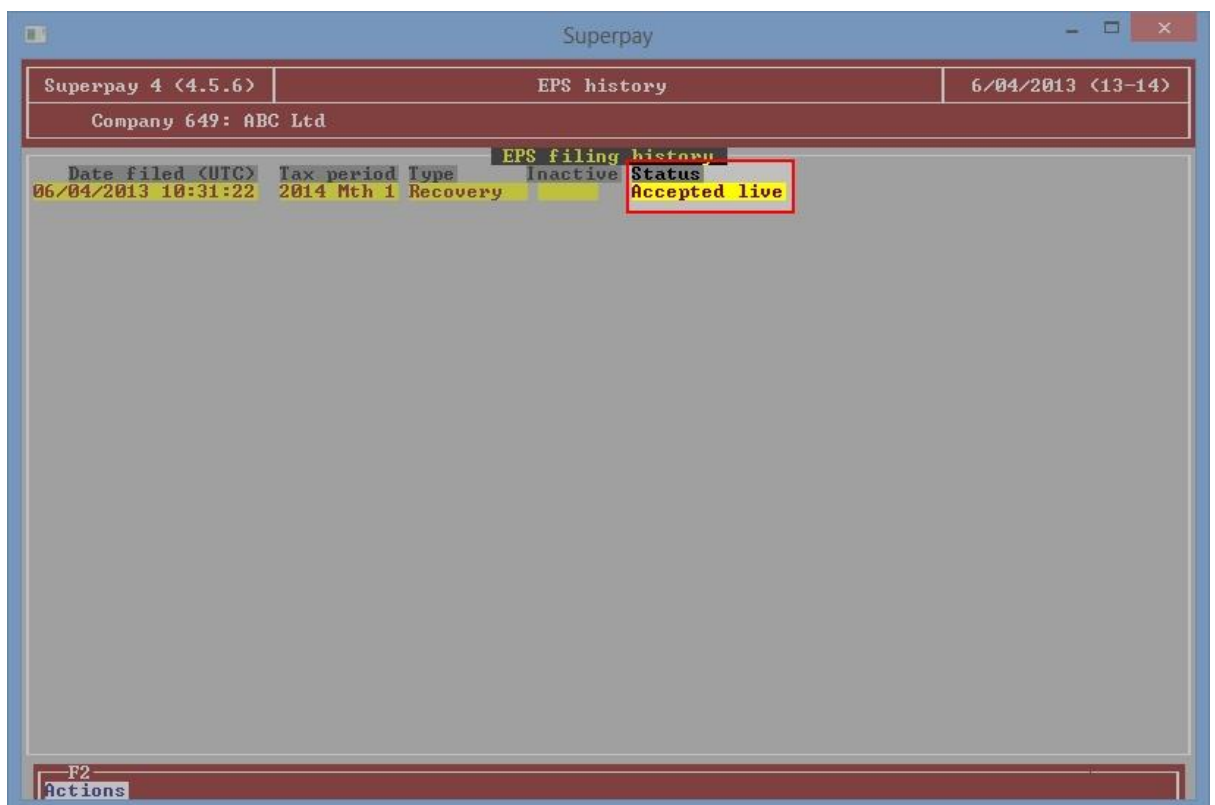 Superpay
Superpay 4 (4.5.6) EPS history 6/04/2013 (13-14)
Company 649: ABC Ltd
EPS filing history
Date filed (UTC) Tax period Type Inactive Status
06/04/2013 10:31:22 2014 Mth 1 Recovery Accepted live
F2
Actions